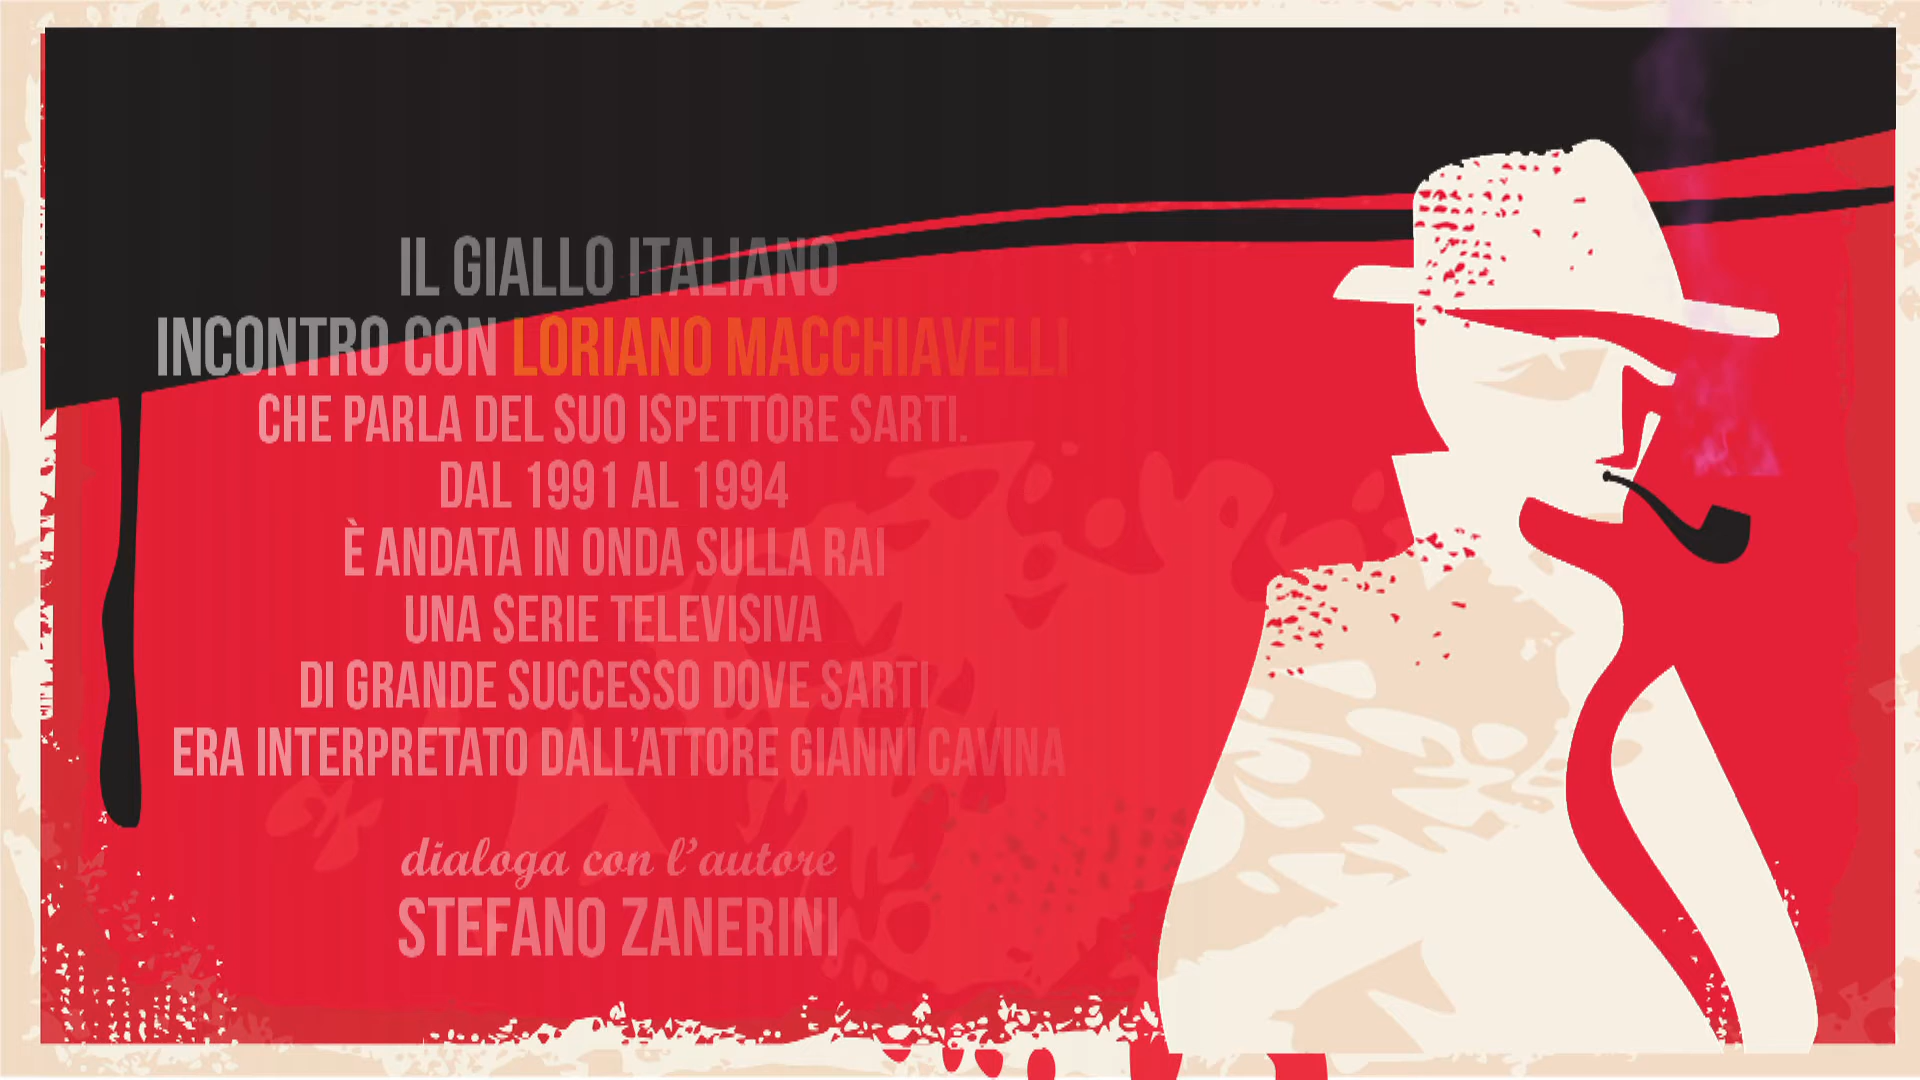 IL GIALLO ITALIANO
INCONTRO CON LORIANO MACCHIAVELLI
CHE PARLA DEL SUO ISPETTORE SARTI.
DAL 1991 AL 1994
È ANDATA IN ONDA SULLA RAI
UNA SERIE TELEVISIVA
DI GRANDE SUCCESSO DOVE SARTI
ERA INTERPRETATO DALL'ATTORE GIANNI CAVINA
dialoga con l'autore
STEFANO ZANERINI